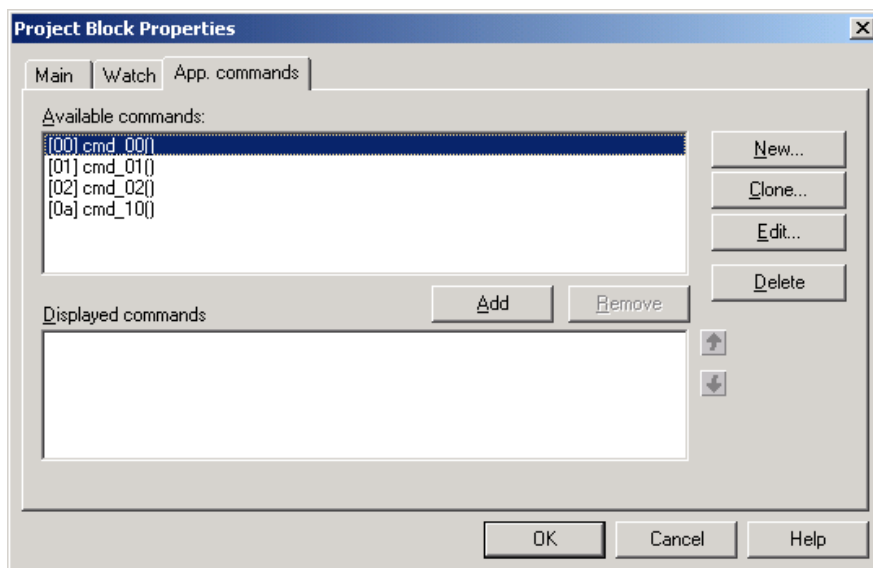 Project Block Properties
Main Watch App. commands
Available commands:
[00] cmd_00()
[01] cmd_01()
[02] cmd_02()
[0a] cmd_10()
New...
Clone...
Edit...
Delete
Add Remove
Displayed commands
OK Cancel Help